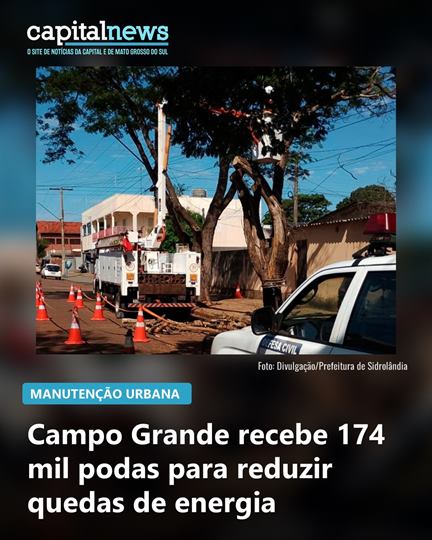 capitalnews
O SITE DE NOTÍCIAS DA CAPITAL E DE MATO GROSSO DO SUL
FESA CIVIL
Foto: Divulgação/Prefeitura de Sidrolândia
MANUTENÇÃO URBANA
Campo Grande recebe 174
mil podas para reduzir
quedas de energia